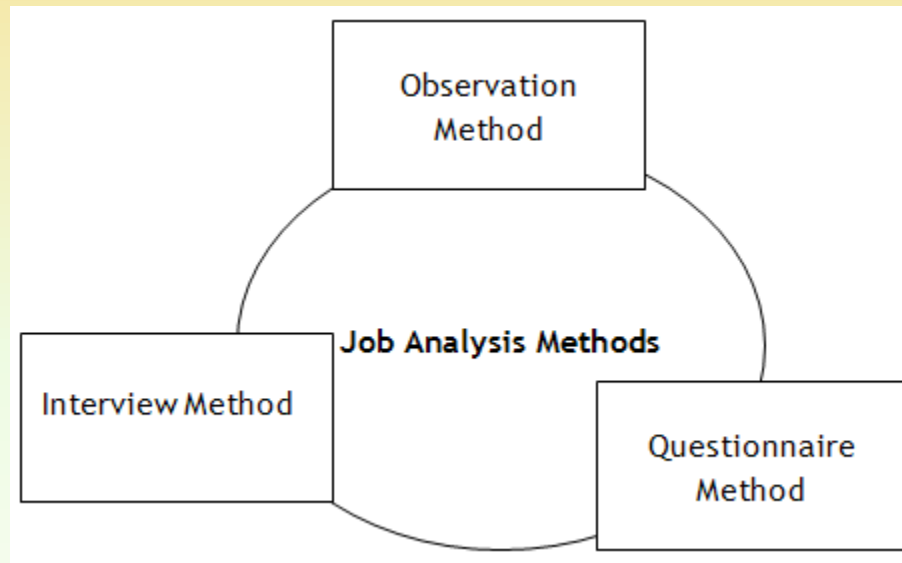 Observation
Method
Job Analysis Methods
Interview Method
Questionnaire
Method